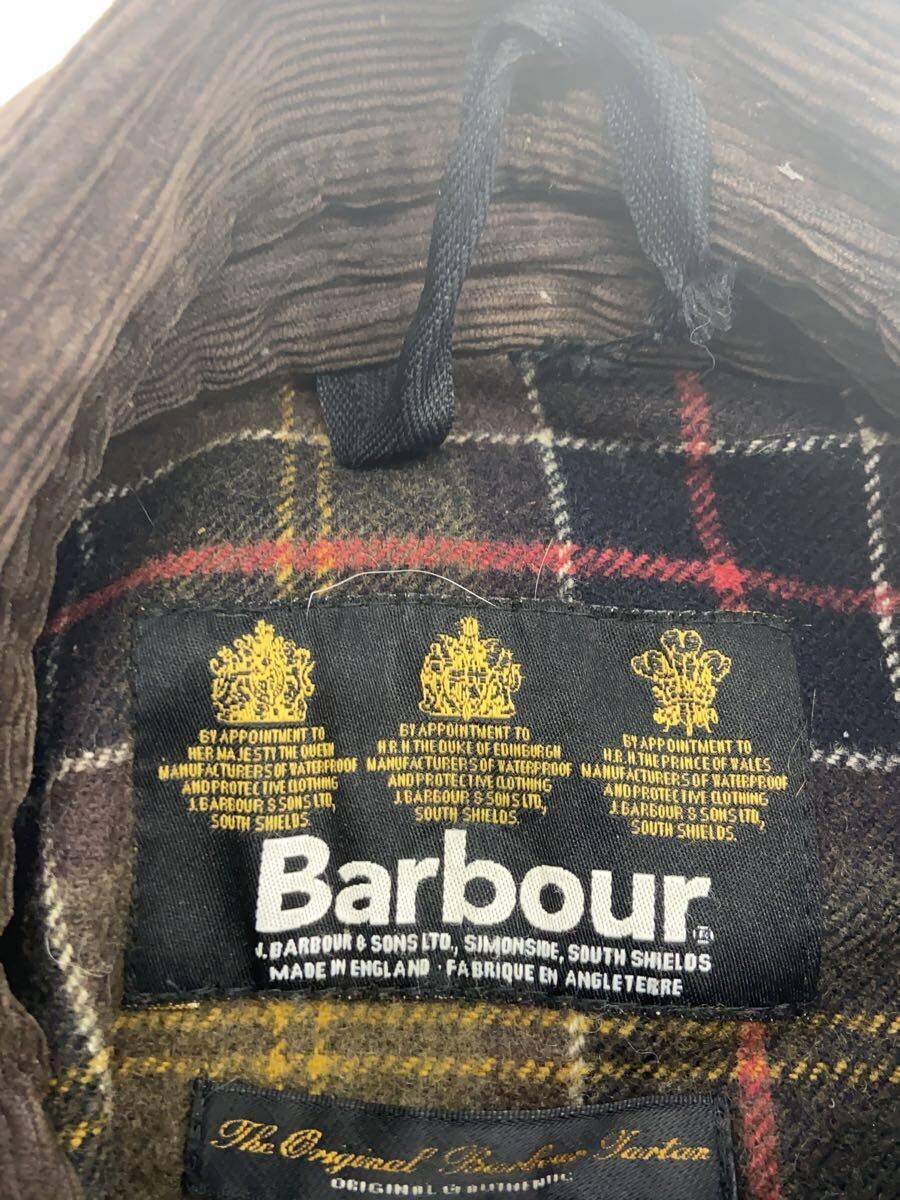 BY APPOINTMENT TO
HER MAJESTY THE QUEEN
MANUFACTURERS OF WATERPROOF
AND PROTECTIVE CLOTHING
J.BARBOUR & SONS LTD,
SOUTH SHIELDS.
BY APPOINTMENT TO
H.R.H. THE DUKE OF EDINBURGH
MANUFACTURERS OF WATERPROOF
AND PROTECTIVE CLOTHING
J.BARBOUR & SONS LTD,
SOUTH SHIELDS.
BY APPOINTMENT TO
H.R.H. THE PRINCE OF WALES
MANUFACTURERS OF WATERPROOF
AND PROTECTIVE CLOTHING
J.BARBOUR & SONS LTD,
SOUTH SHIELDS.
Barbour
J. BARBOUR & SONS LTD., SIMONSIDE, SOUTH SHIELDS
MADE IN ENGLAND · FABRIQUE EN ANGLETERRE
The Original Barbour Tartan
ORIGINAL & AUTHENTIC